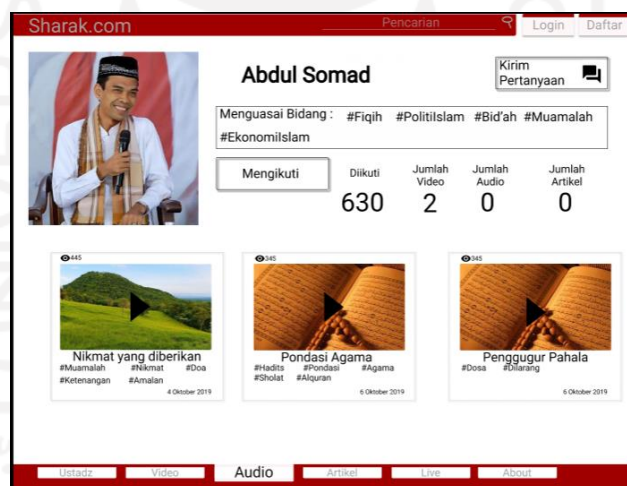 Sharak.com Pencarian Login Daftar
Abdul Somad
Kirim
Pertanyaan
Menguasai Bidang : #Fiqih #PolitiIslam #Bid'ah #Muamalah
#EkonomiIslam
Mengikuti
Diikuti
630
Jumlah
Video
2
Jumlah
Audio
0
Jumlah
Artikel
0
445
Nikmat yang diberikan
#Muamalah #Nikmat #Doa
#Ketenangan #Amalan
4 Oktober 2019
345
Pondasi Agama
#Hadits #Pondasi #Agama
#Sholat #Alquran
6 Oktober 2019
345
Penggugur Pahala
#Dosa #Dilarang
6 Oktober 2019
Ustadz Video Audio Artikel Live About